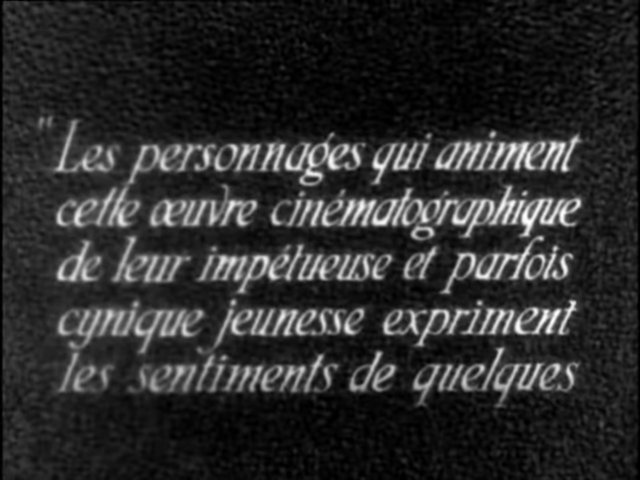 "Les personnages qui animent
cette œuvre cinématographique
de leur impétueuse et parfois
cynique jeunesse expriment
les sentiments de quelques